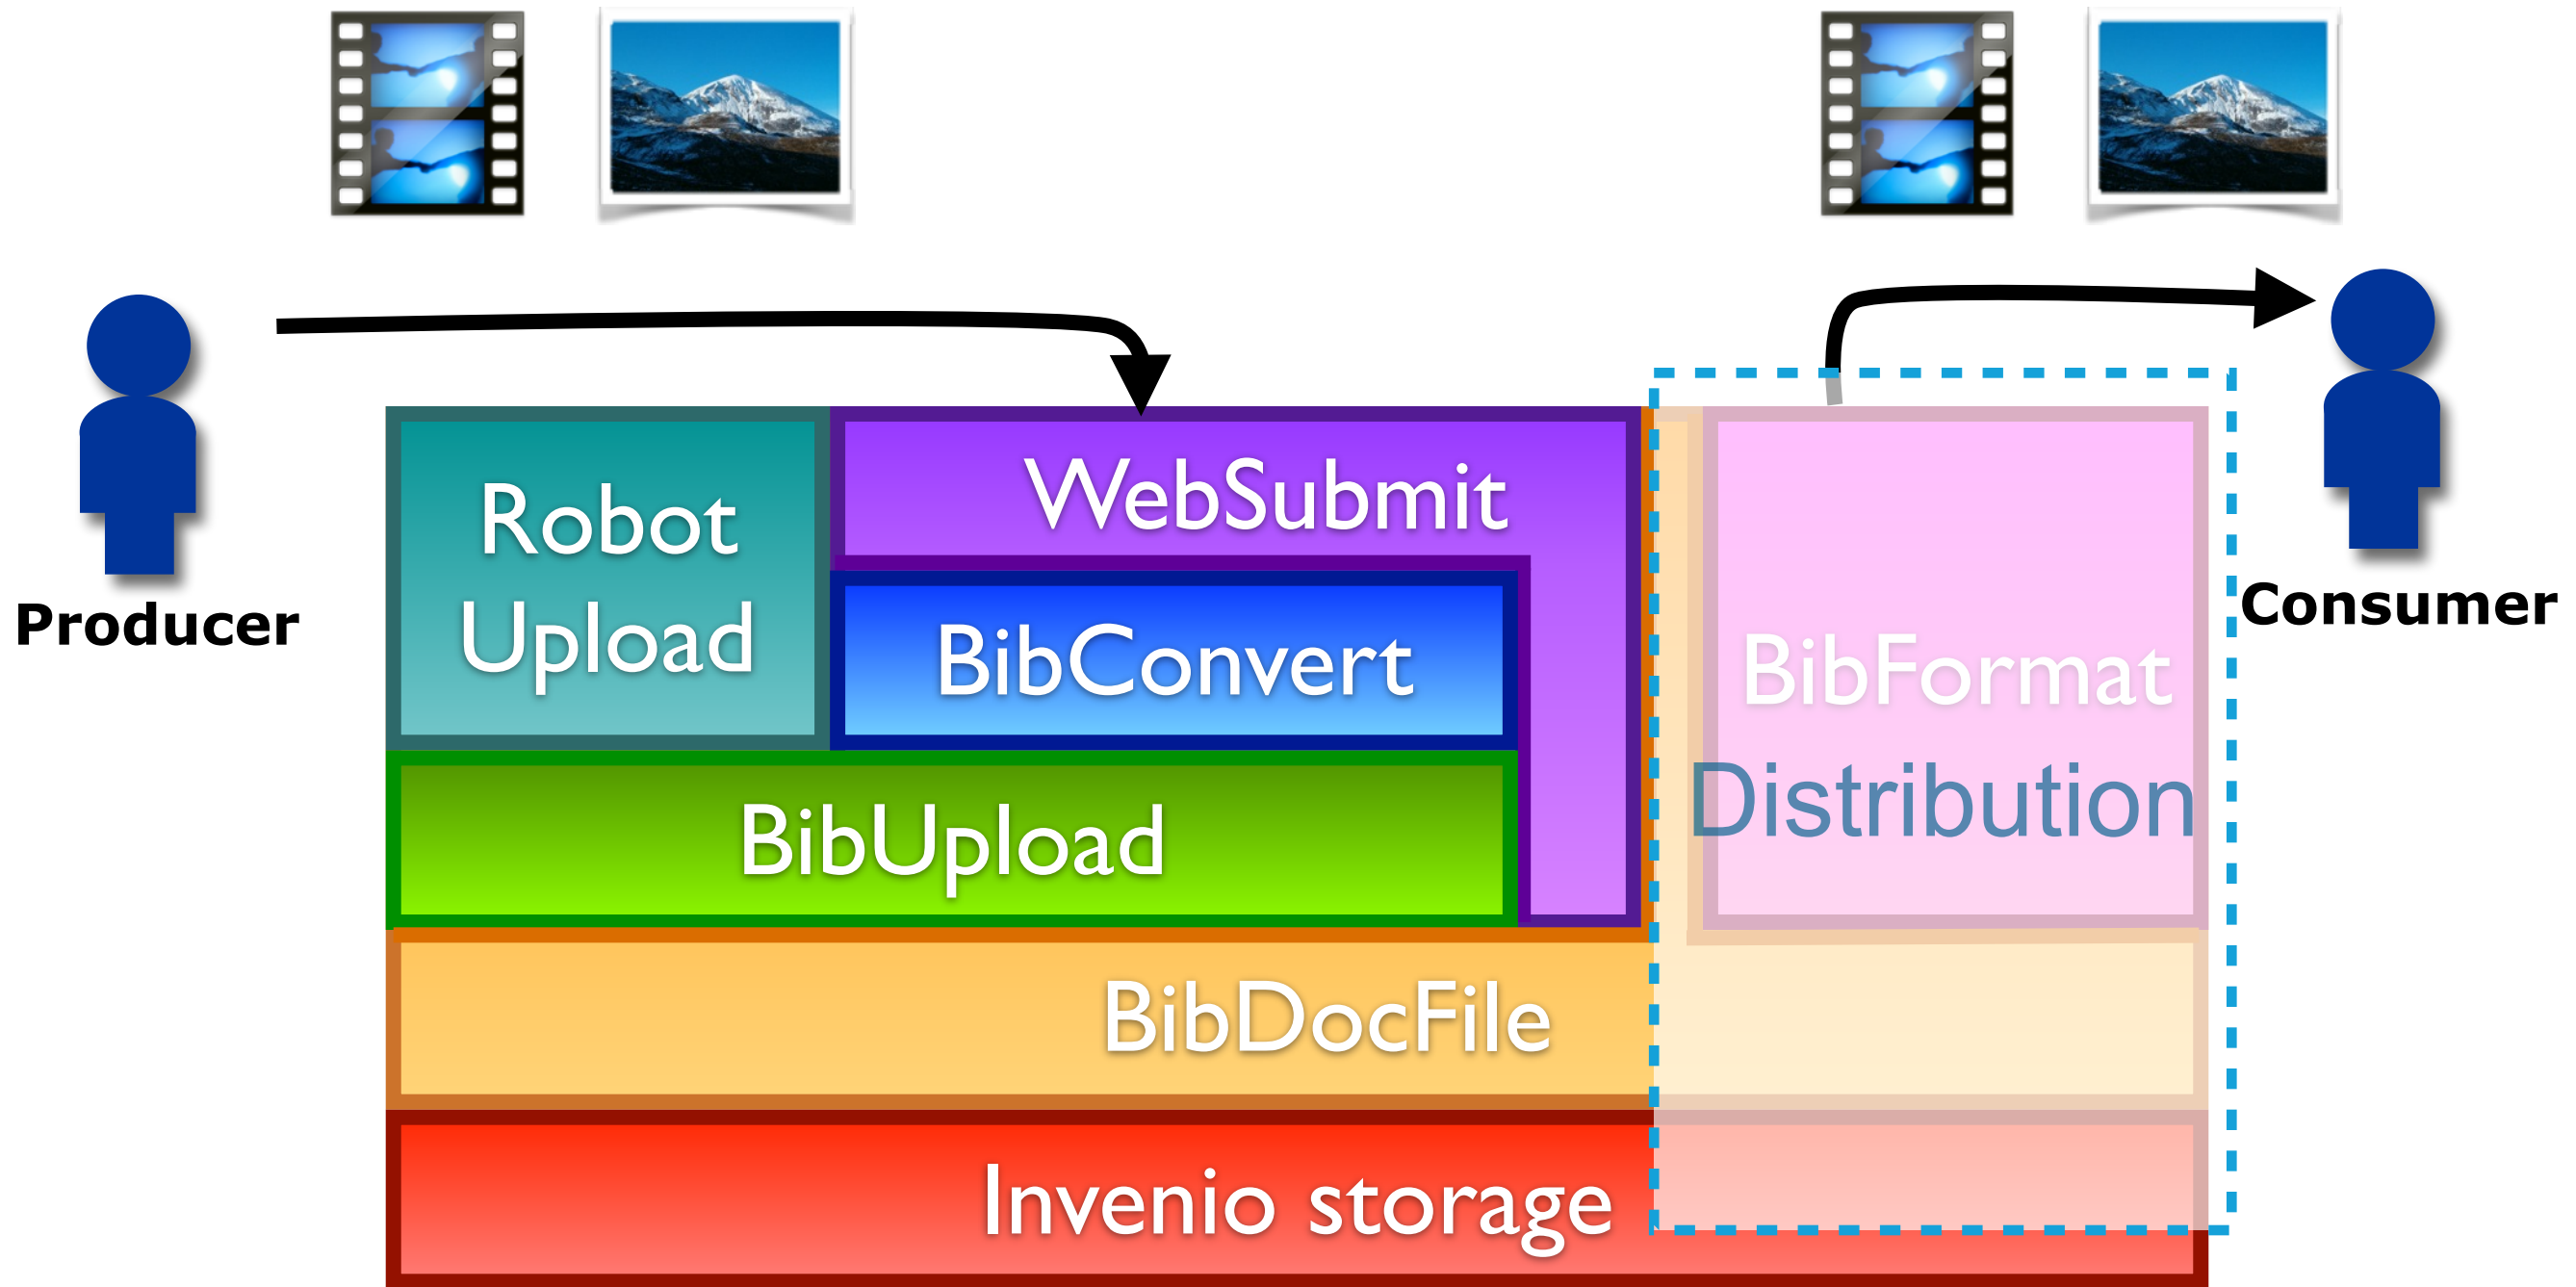 Producer
Robot
Upload
WebSubmit
BibConvert
BibUpload
BibFormat
Distribution
Consumer
BibDocFile
Invenio storage